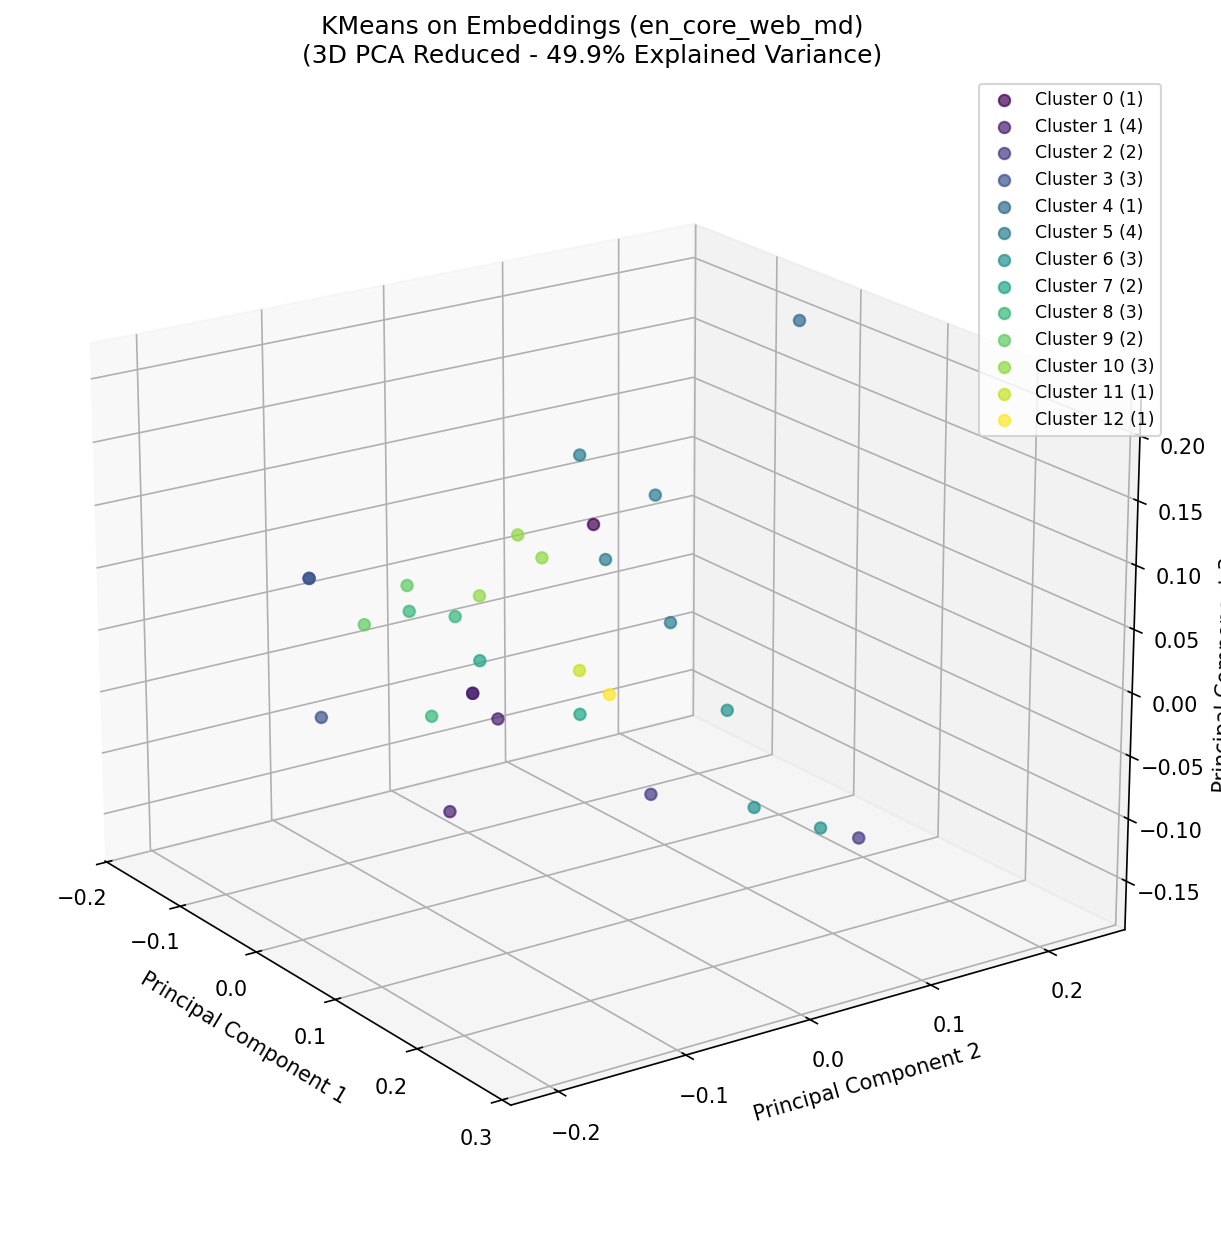 KMeans on Embeddings (en_core_web_md)
(3D PCA Reduced - 49.9% Explained Variance)
Cluster 0 (1)
Cluster 1 (4)
Cluster 2 (2)
Cluster 3 (3)
Cluster 4 (1)
Cluster 5 (4)
Cluster 6 (3)
Cluster 7 (2)
Cluster 8 (3)
Cluster 9 (2)
Cluster 10 (3)
Cluster 11 (1)
Cluster 12 (1)
0.20
0.15
0.10
0.05
0.00
−0.05
−0.10
−0.15
−0.2
−0.1
0.0
0.1
0.2
0.3
Principal Component 1
−0.2
−0.1
0.0
0.1
0.2
Principal Component 2